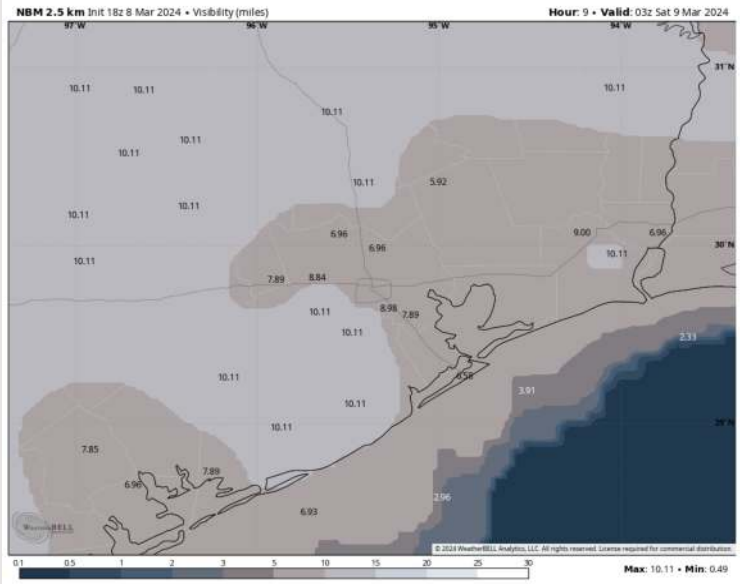 NBM 2.5 km Init 18z 8 Mar 2024 • Visibility (miles) Hour: 9 • Valid: 03z Sat 9 Mar 2024
97°W 96°W 95°W 94°W
31°N
10.11 10.11 10.11
10.11
10.11
10.11
10.11 5.92
10.11
10.11
6.96 9.00 6.96
6.96 30°N
10.11
10.11
7.89 8.84
10.11 8.98 7.89
10.11 2.33
10.11 6.58
3.91
10.11
10.11 29°N
7.85
7.89
6.96
2.96
6.93
WeatherBELL
© 2024 WeatherBELL Analytics, LLC. All rights reserved. License required for commercial distribution.
0.1 0.5 1 2 3 5 10 15 20 25 30
Max: 10.11 • Min: 0.49